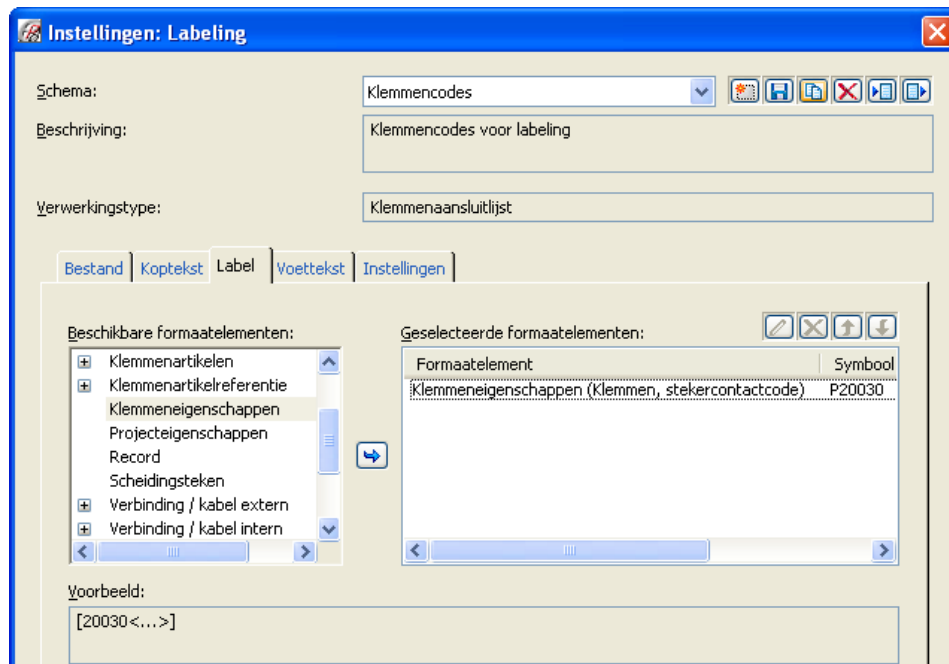 Instellingen: Labeling
Schema:
Klemmencodes
Beschrijving:
Klemmencodes voor labeling
Verwerkingstype:
Klemmenaansluitlijst
Bestand Koptekst Label Voettekst Instellingen
Beschikbare formaatelementen:
Geselecteerde formaatelementen:
Klemmenartikelen
Klemmenartikelreferentie
Klemmeneigenschappen
Projecteigenschappen
Record
Scheidingsteken
Verbinding / kabel extern
Verbinding / kabel intern
Formaatelement Symbool
Klemmeneigenschappen (Klemmen, stekercontactcode) P20030
Voorbeeld:
[20030<...>]